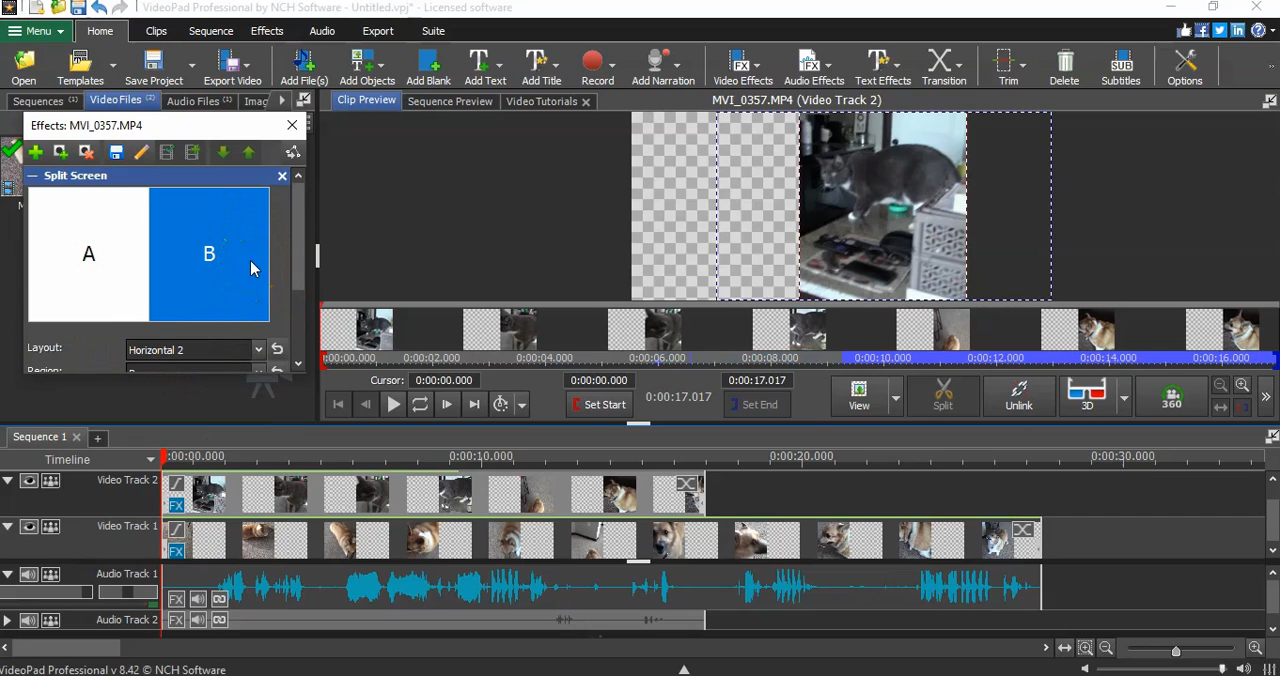 VideoPad Professional by NCH Software - Untitled.vpj* - Licensed software
Menu Home Clips Sequence Effects Audio Export Suite
Open Templates Save Project Export Video Add File(s) Add Objects Add Blank Add Text Add Title Record Add Narration Video Effects Audio Effects Text Effects Transition Trim Delete Subtitles Options
Sequences (1) Video Files (2) Audio Files (1) Imag
Clip Preview Sequence Preview Video Tutorials MVI_0357.MP4 (Video Track 2)
Effects: MVI_0357.MP4
Split Screen
A B
Layout: Horizontal 2
0:00:00.000 0:00:02.000 0:00:04.000 0:00:06.000 0:00:08.000 0:00:10.000 0:00:12.000 0:00:14.000 0:00:16.000
Cursor: 0:00:00.000 0:00:00.000 0:00:17.017
Set Start 0:00:17.017 Set End
View Split Unlink 3D 360
Sequence 1
Timeline 0:00:00.000 0:00:10.000 0:00:20.000 0:00:30.000
Video Track 2
FX
Video Track 1
FX
Audio Track 1
FX
Audio Track 2
FX
VideoPad Professional v 8.42 © NCH Software